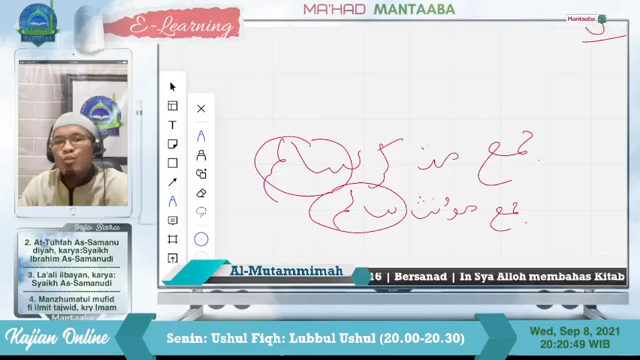 MA'HAD MANTAABA
Mantaaba
E-Learning
جمع مذكر سالم
جمع مؤنث سالم
Info Baru
2. At-Tuhfah As-Samanu
diyah, karya:Syaikh
Ibrahim As-Samanudi
3. La'ali ilbayan, karya:
Syaikh As-Samanudi
4. Manzhumatul mufid
fi ilmit tajwid, kry Imam
Al-Mutammimah
16 | Bersanad | In Sya Alloh membahas Kitab
Kajian Online
Senin: Ushul Fiqh: Lubbul Ushul (20.00-20.30)
Wed, Sep 8, 2021
20:20:49 WIB